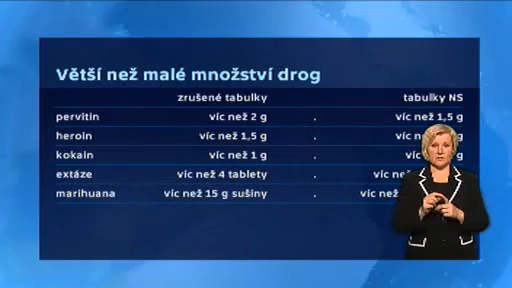 Větší než malé množství drog
zrušené tabulky tabulky NS
pervitin víc než 2 g . víc než 1,5 g
heroin víc než 1,5 g . víc g
kokain víc než 1 g . víc g
extáze víc než 4 tablety . víc
marihuana víc než 15 g sušiny . víc než